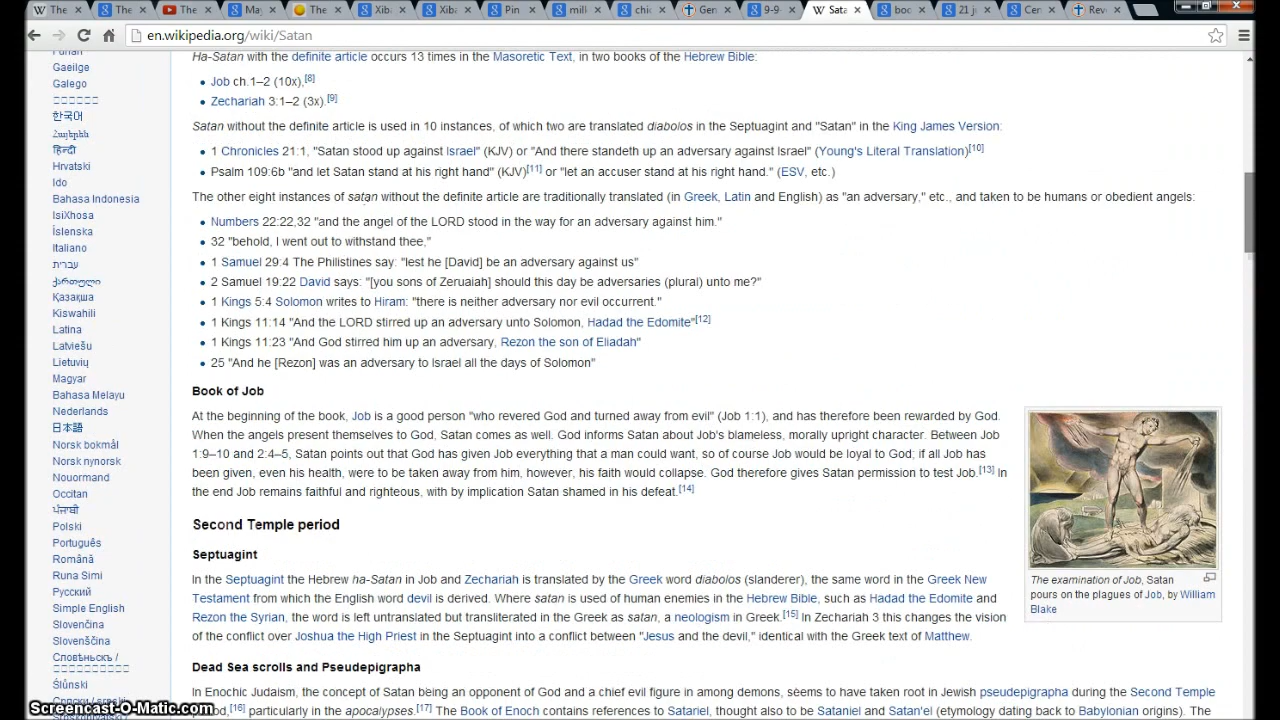 W The
The
The
May
The
Xib
Xiba
Pin
mill
chic
Gen
9-9-
W Sata
boo
21 ju
Cer
Reve
en.wikipedia.org/wiki/Satan
Gaeilge
Galego
한국어
Հայերեն
हिन्दी
Hrvatski
Ido
Bahasa Indonesia
IsiXhosa
Íslenska
Italiano
עברית
ქართული
Қазақша
Kiswahili
Latina
Latviešu
Lietuvių
Magyar
Bahasa Melayu
Nederlands
日本語
Norsk bokmål
Norsk nynorsk
Nouormand
Occitan
ਪੰਜਾਬੀ
Polski
Português
Română
Runa Simi
Русский
Simple English
Slovenčina
Slovenščina
Словѣньскъ /
Ślůnski
Ha-Satan with the definite article occurs 13 times in the Masoretic Text, in two books of the Hebrew Bible:
• Job ch.1–2 (10x),[8]
• Zechariah 3:1–2 (3x).[9]
Satan without the definite article is used in 10 instances, of which two are translated diabolos in the Septuagint and "Satan" in the King James Version:
• 1 Chronicles 21:1, "Satan stood up against Israel" (KJV) or "And there standeth up an adversary against Israel" (Young's Literal Translation)[10]
• Psalm 109:6b "and let Satan stand at his right hand" (KJV)[11] or "let an accuser stand at his right hand." (ESV, etc.)
The other eight instances of satan without the definite article are traditionally translated (in Greek, Latin and English) as "an adversary," etc., and taken to be humans or obedient angels:
• Numbers 22:22,32 "and the angel of the LORD stood in the way for an adversary against him."
• 32 "behold, I went out to withstand thee,"
• 1 Samuel 29:4 The Philistines say: "lest he [David] be an adversary against us"
• 2 Samuel 19:22 David says: "[you sons of Zeruaiah] should this day be adversaries (plural) unto me?"
• 1 Kings 5:4 Solomon writes to Hiram: "there is neither adversary nor evil occurrent."
• 1 Kings 11:14 "And the LORD stirred up an adversary unto Solomon, Hadad the Edomite"[12]
• 1 Kings 11:23 "And God stirred him up an adversary, Rezon the son of Eliadah"
• 25 "And he [Rezon] was an adversary to Israel all the days of Solomon"
Book of Job
At the beginning of the book, Job is a good person "who revered God and turned away from evil" (Job 1:1), and has therefore been rewarded by God.
When the angels present themselves to God, Satan comes as well. God informs Satan about Job's blameless, morally upright character. Between Job
1:9–10 and 2:4–5, Satan points out that God has given Job everything that a man could want, so of course Job would be loyal to God; if all Job has
been given, even his health, were to be taken away from him, however, his faith would collapse. God therefore gives Satan permission to test Job.[13] In
the end Job remains faithful and righteous, with by implication Satan shamed in his defeat.[14]
The examination of Job, Satan
pours on the plagues of Job, by William
Blake
Second Temple period
Septuagint
In the Septuagint the Hebrew ha-Satan in Job and Zechariah is translated by the Greek word diabolos (slanderer), the same word in the Greek New
Testament from which the English word devil is derived. Where satan is used of human enemies in the Hebrew Bible, such as Hadad the Edomite and
Rezon the Syrian, the word is left untranslated but transliterated in the Greek as satan, a neologism in Greek.[15] In Zechariah 3 this changes the vision
of the conflict over Joshua the High Priest in the Septuagint into a conflict between "Jesus and the devil," identical with the Greek text of Matthew.
Dead Sea scrolls and Pseudepigrapha
In Enochic Judaism, the concept of Satan being an opponent of God and a chief evil figure in among demons, seems to have taken root in Jewish pseudepigrapha during the Second Temple
[16] particularly in the apocalypses.[17] The Book of Enoch contains references to Satariel, thought also to be Sataniel and Satan'el (etymology dating back to Babylonian origins). The
Screencast-O-Matic.com